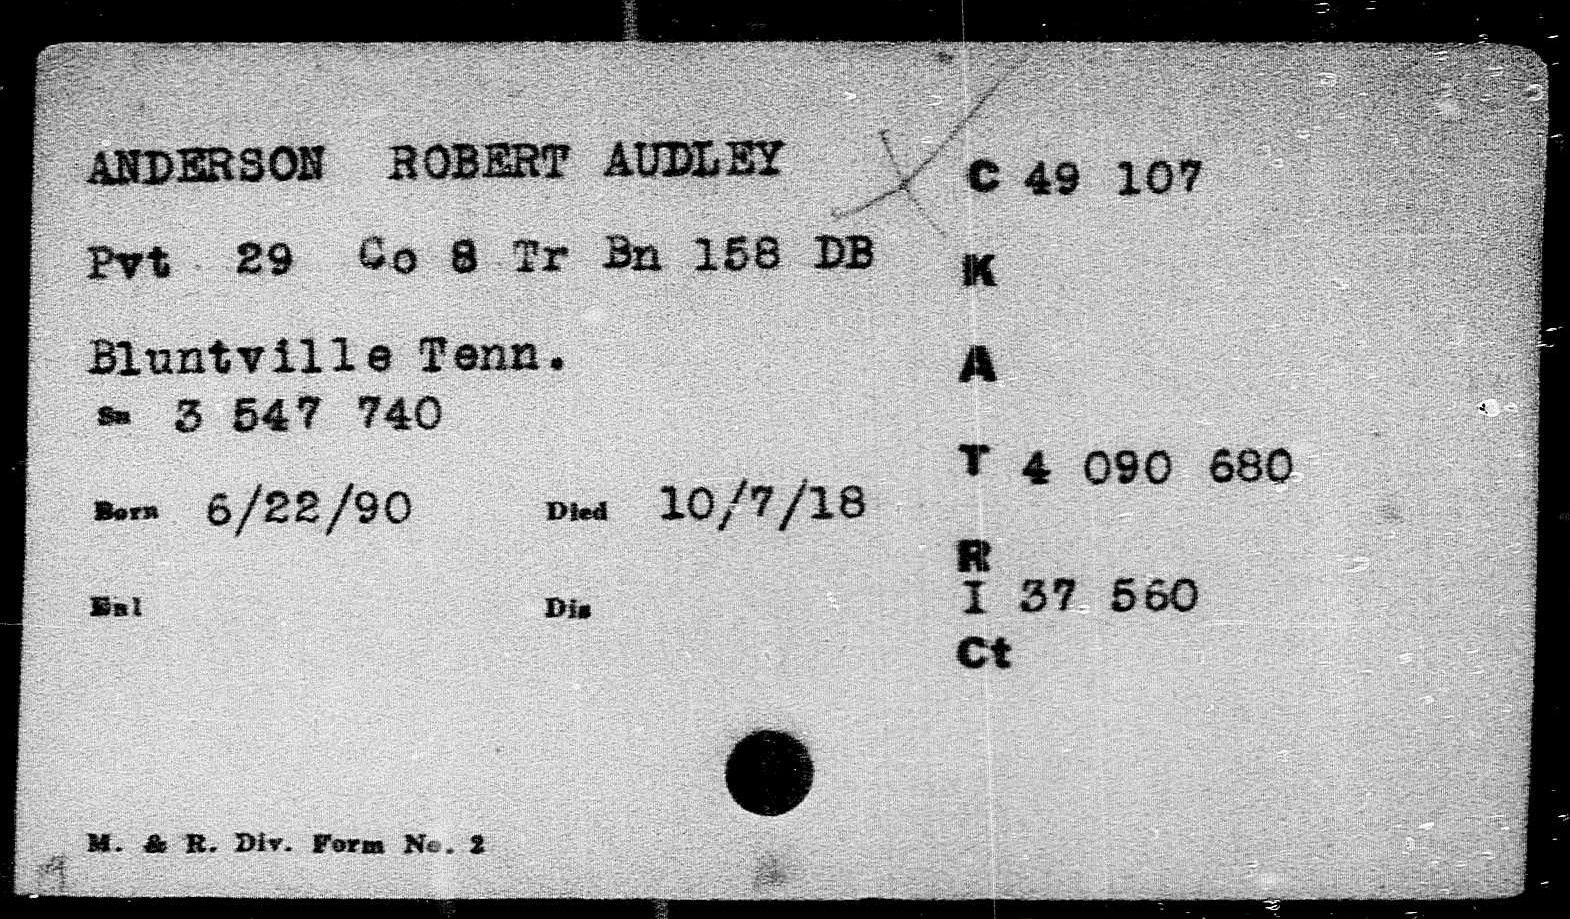 ANDERSON ROBERT AUDLEY
C 49 107
Pvt 29 Co 8 Tr Bn 158 DB
K
Bluntville Tenn.
A
Sn 3 547 740
T 4 090 680
Born 6/22/90 Died 10/7/18
R
Enl Dis
I 37 560
Ct
M. & R. Div. Form No. 2